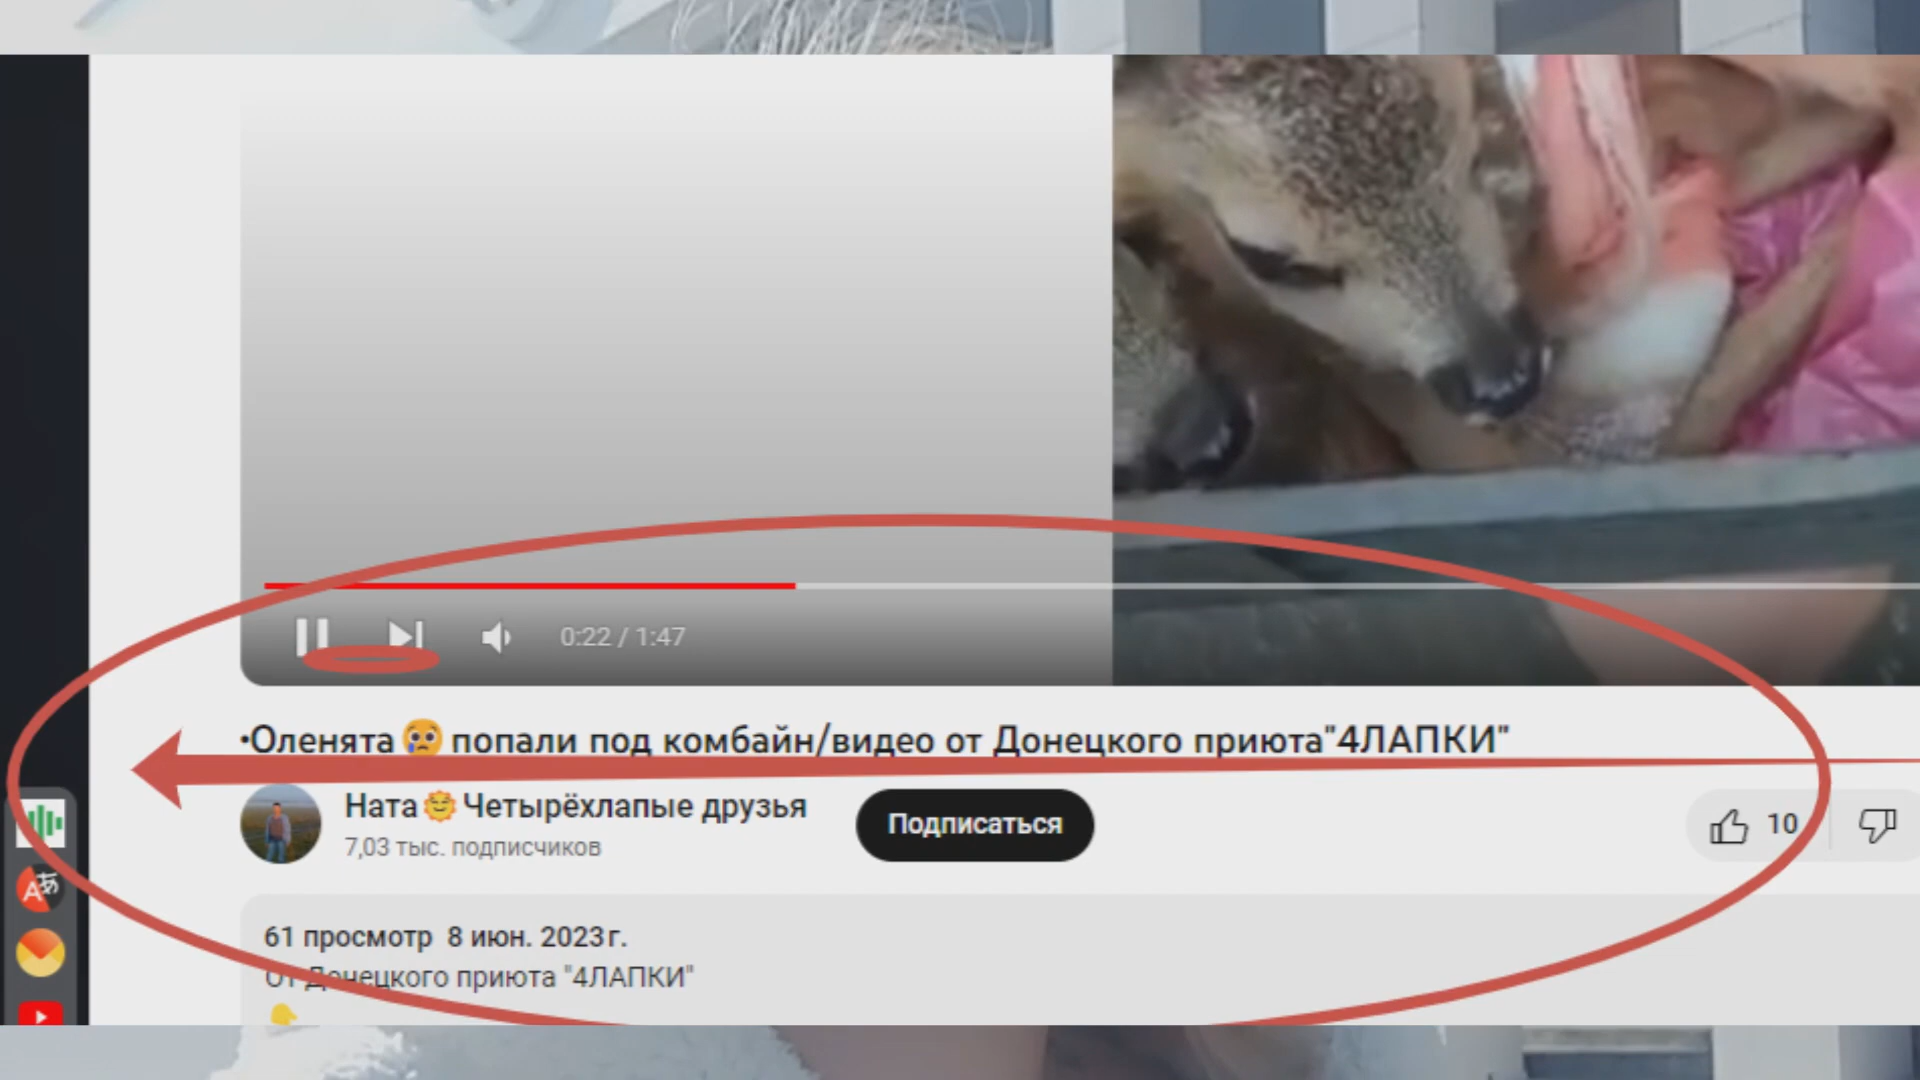 0:22 / 1:47
•Оленята😢попали под комбайн/видео от Донецкого приюта"4ЛАПКИ"
Ната🌞Четырёхлапые друзья
7,03 тыс. подписчиков
Подписаться
10
61 просмотр 8 июн. 2023 г.
От Донецкого приюта "4ЛАПКИ"